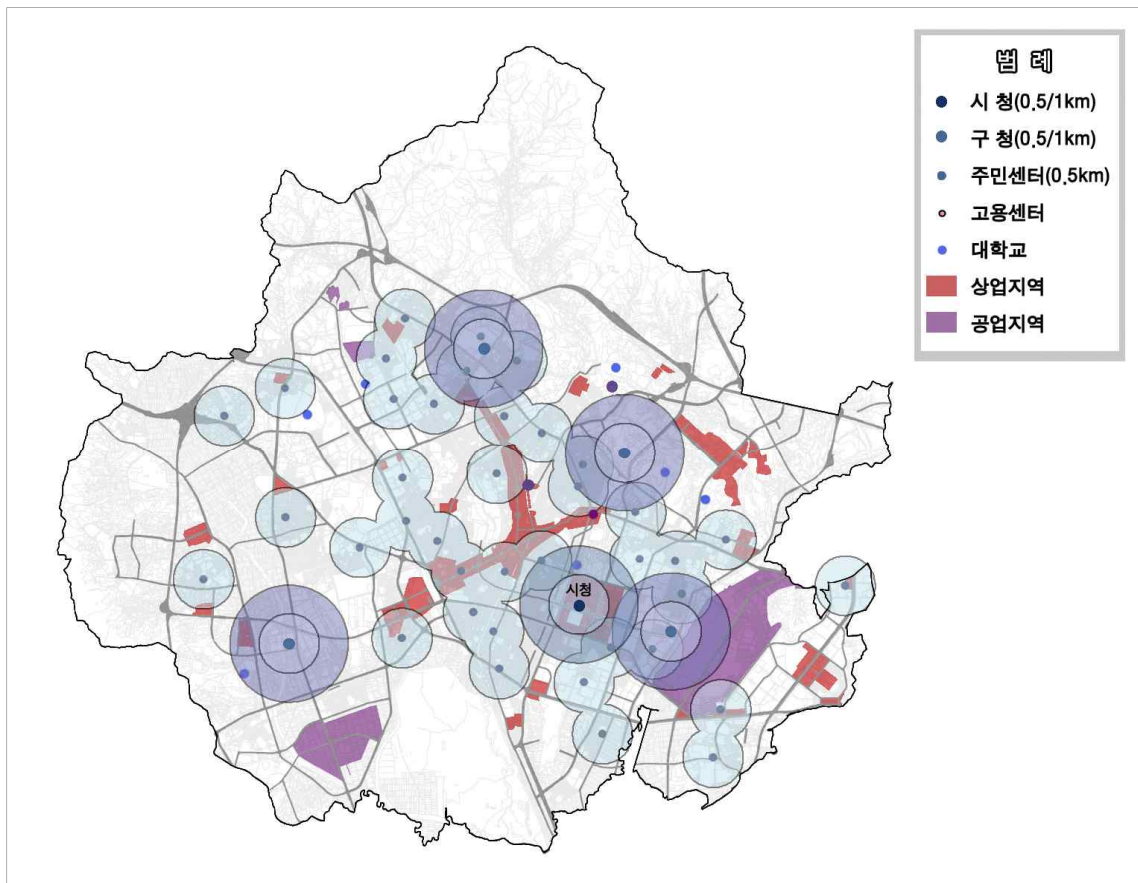 범 례
시 청(0.5/1km)
구 청(0.5/1km)
주민센터(0.5km)
고용센터
대학교
상업지역
공업지역
시청